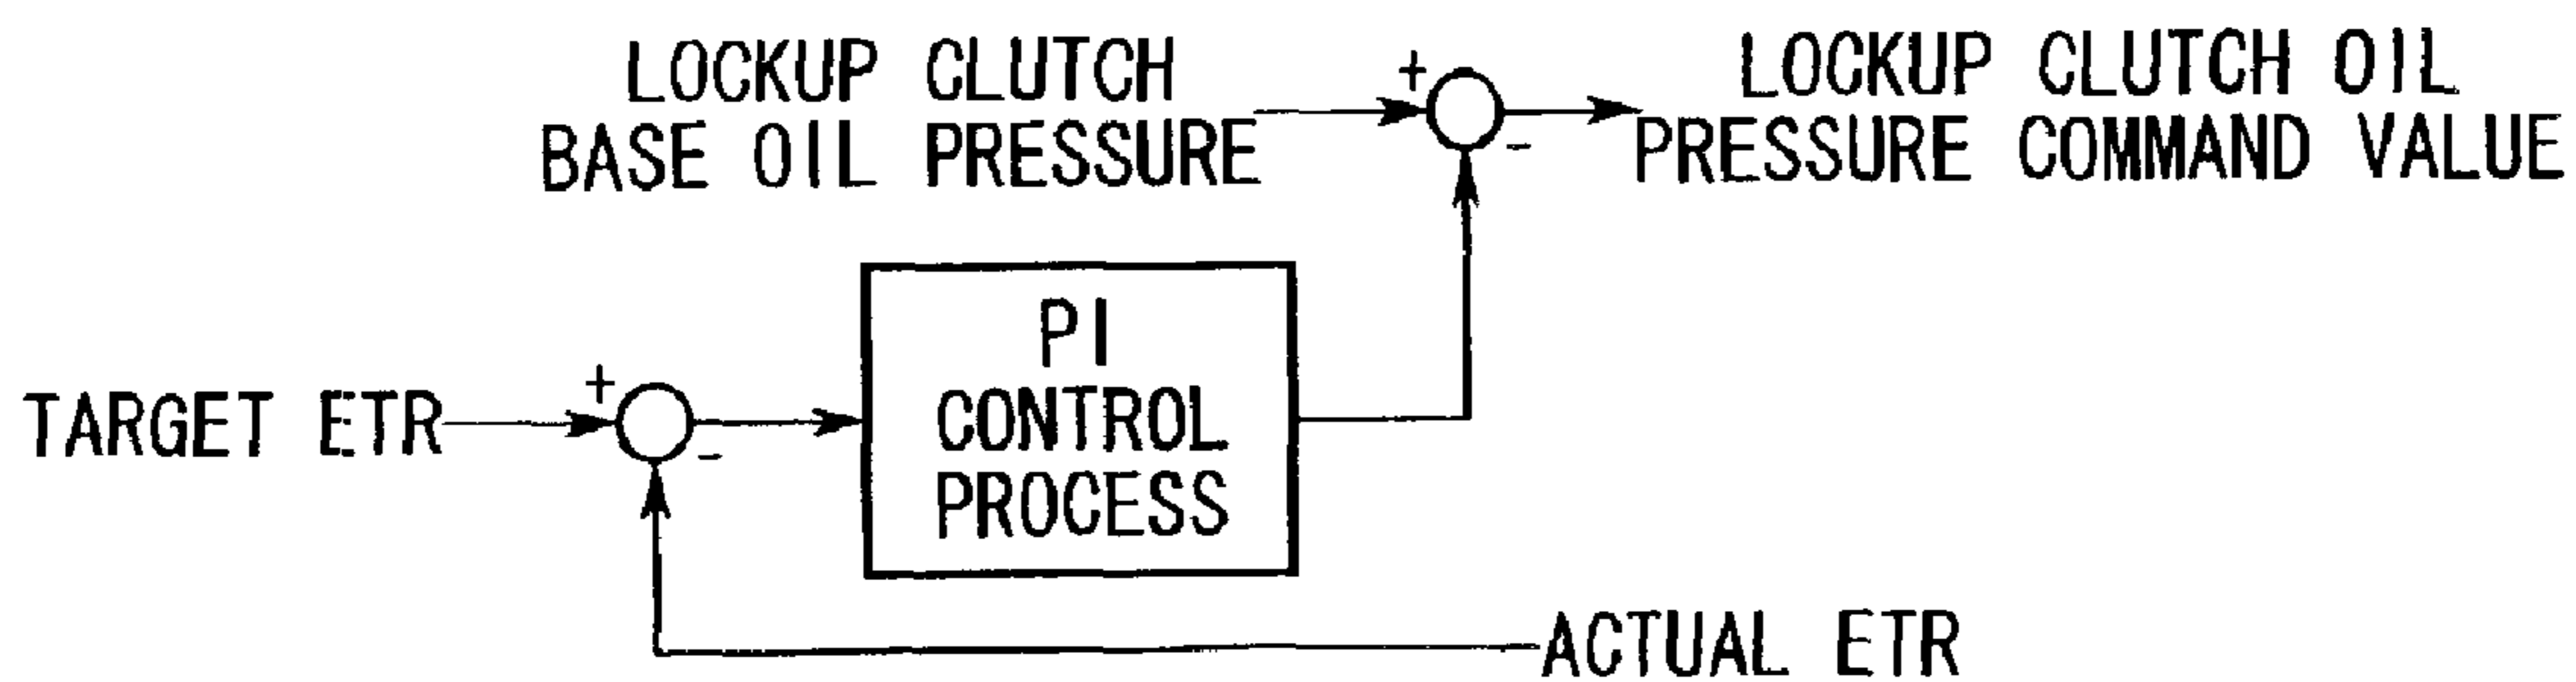 LOCKUP CLUTCH
BASE OIL PRESSURE
+
-
LOCKUP CLUTCH OIL
PRESSURE COMMAND VALUE
TARGET ETR
+
-
PI
CONTROL
PROCESS
ACTUAL ETR